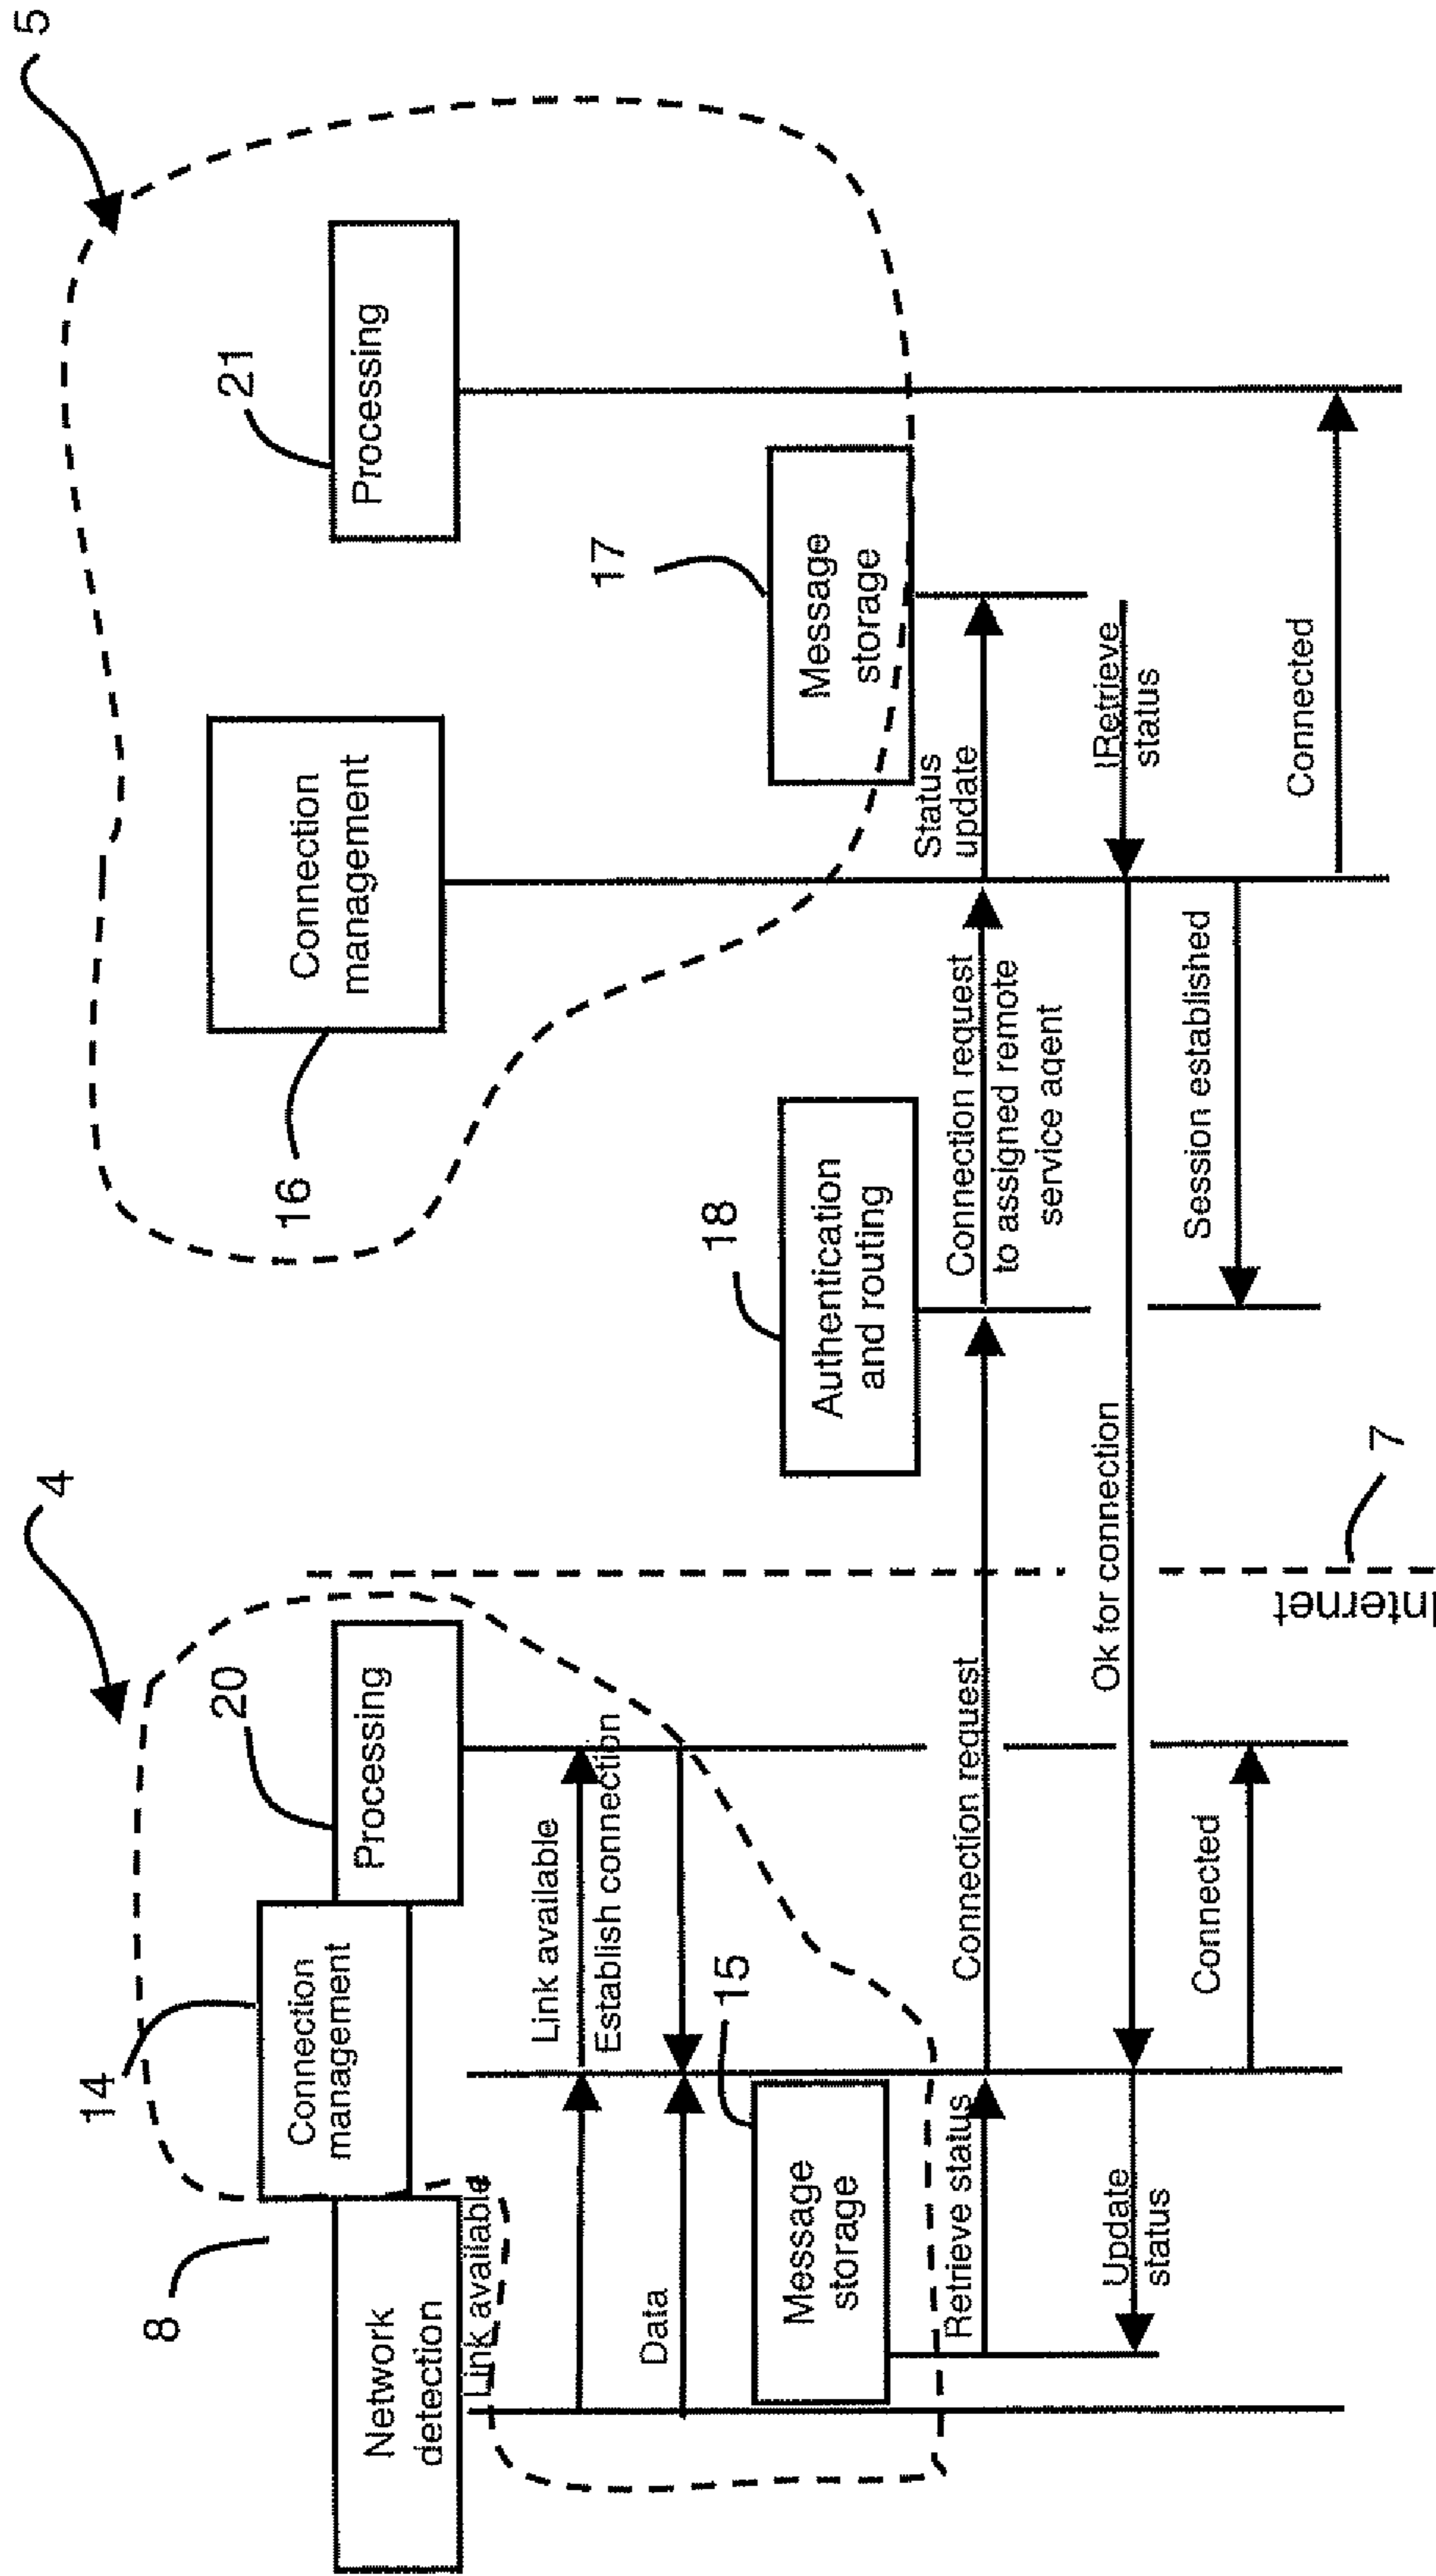 4
5
14
8
20
16
21
Network
detection
Connection
management
Processing
Connection
management
Processing
Link available
Link available
Establish connection
Data
15
Message
storage
18
Authentication
and routing
17
Message
storage
Retrieve status
Connection request
Connection request
to assigned remote
service aqent
Status
update
Update
status
Ok for connection
IRetrieve
status
Connected
Session established
Connected
Internet
7